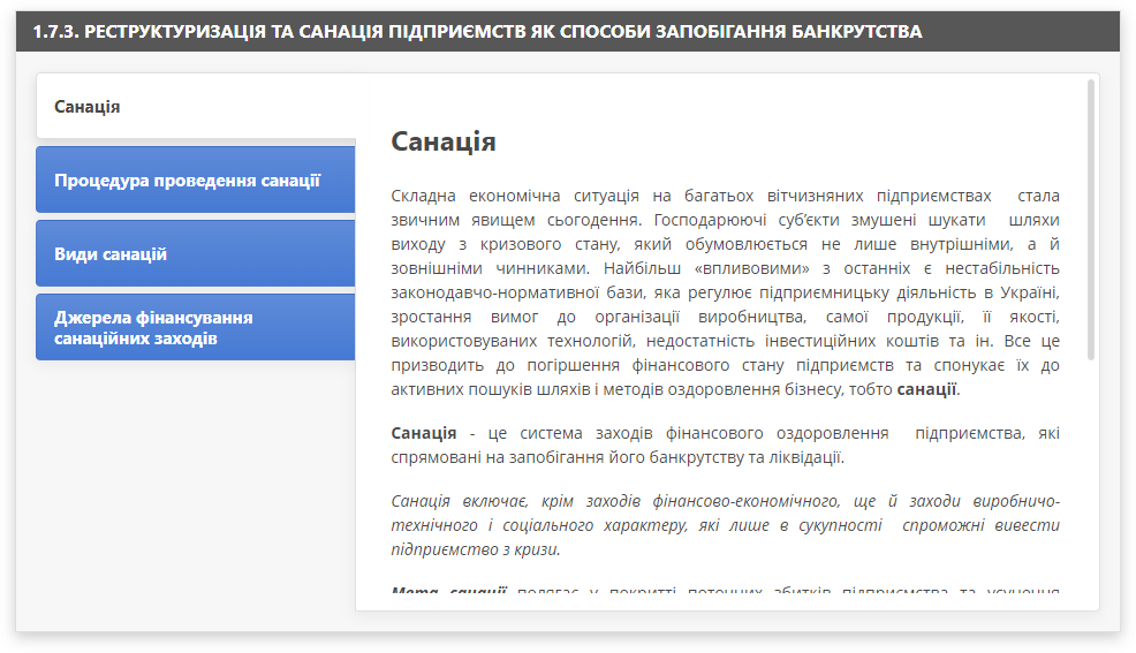 1.7.3. РЕСТРУКТУРИЗАЦІЯ ТА САНАЦІЯ ПІДПРИЄМСТВ ЯК СПОСОБИ ЗАПОБІГАННЯ БАНКРУТСТВА
Санація
Процедура проведення санації
Види санацій
Джерела фінансування
санаційних заходів
Санація
Складна економічна ситуація на багатьох вітчизняних підприємствах стала
звичним явищем сьогодення. Господарюючі суб’єкти змушені шукати шляхи
виходу з кризового стану, який обумовлюється не лише внутрішніми, а й
зовнішніми чинниками. Найбільш «впливовими» з останніх є нестабільність
законодавчо-нормативної бази, яка регулює підприємницьку діяльність в Україні,
зростання вимог до організації виробництва, самої продукції, її якості,
використовуваних технологій, недостатність інвестиційних коштів та ін. Все це
призводить до погіршення фінансового стану підприємств та спонукає їх до
активних пошуків шляхів і методів оздоровлення бізнесу, тобто санації.
Санація - це система заходів фінансового оздоровлення підприємства, які
спрямовані на запобігання його банкрутству та ліквідації.
Санація включає, крім заходів фінансово-економічного, ще й заходи виробничо-
технічного і соціального характеру, які лише в сукупності спроможні вивести
підприємство з кризи.
Мета санації полягає у покритті поточних збитків підприємства та усунення